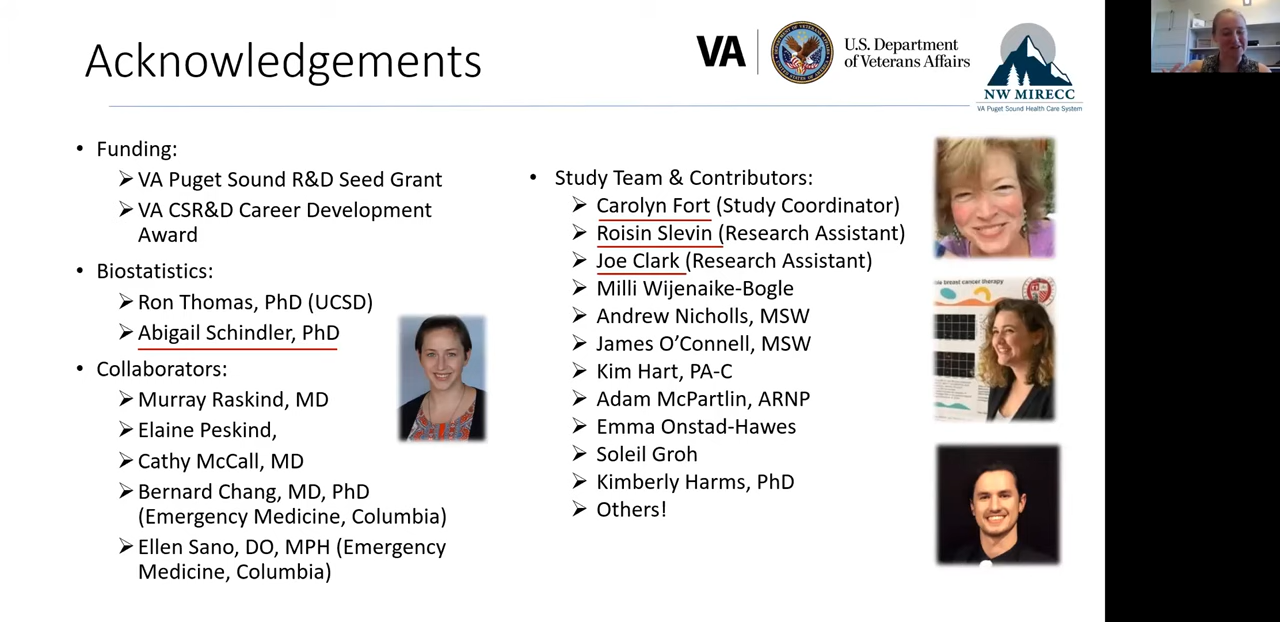 Acknowledgements
VA
U.S. Department
of Veterans Affairs
NW MIRECC
VA Puget Sound Health Care System
• Funding:
➢ VA Puget Sound R&D Seed Grant
➢ VA CSR&D Career Development
Award
• Biostatistics:
➢ Ron Thomas, PhD (UCSD)
➢ Abigail Schindler, PhD
• Collaborators:
➢ Murray Raskind, MD
➢ Elaine Peskind,
➢ Cathy McCall, MD
➢ Bernard Chang, MD, PhD
(Emergency Medicine, Columbia)
➢ Ellen Sano, DO, MPH (Emergency
Medicine, Columbia)
• Study Team & Contributors:
➢ Carolyn Fort (Study Coordinator)
➢ Roisin Slevin (Research Assistant)
➢ Joe Clark (Research Assistant)
➢ Milli Wijenaike-Bogle
➢ Andrew Nicholls, MSW
➢ James O’Connell, MSW
➢ Kim Hart, PA-C
➢ Adam McPartlin, ARNP
➢ Emma Onstad-Hawes
➢ Soleil Groh
➢ Kimberly Harms, PhD
➢ Others!
breast cancer therapy